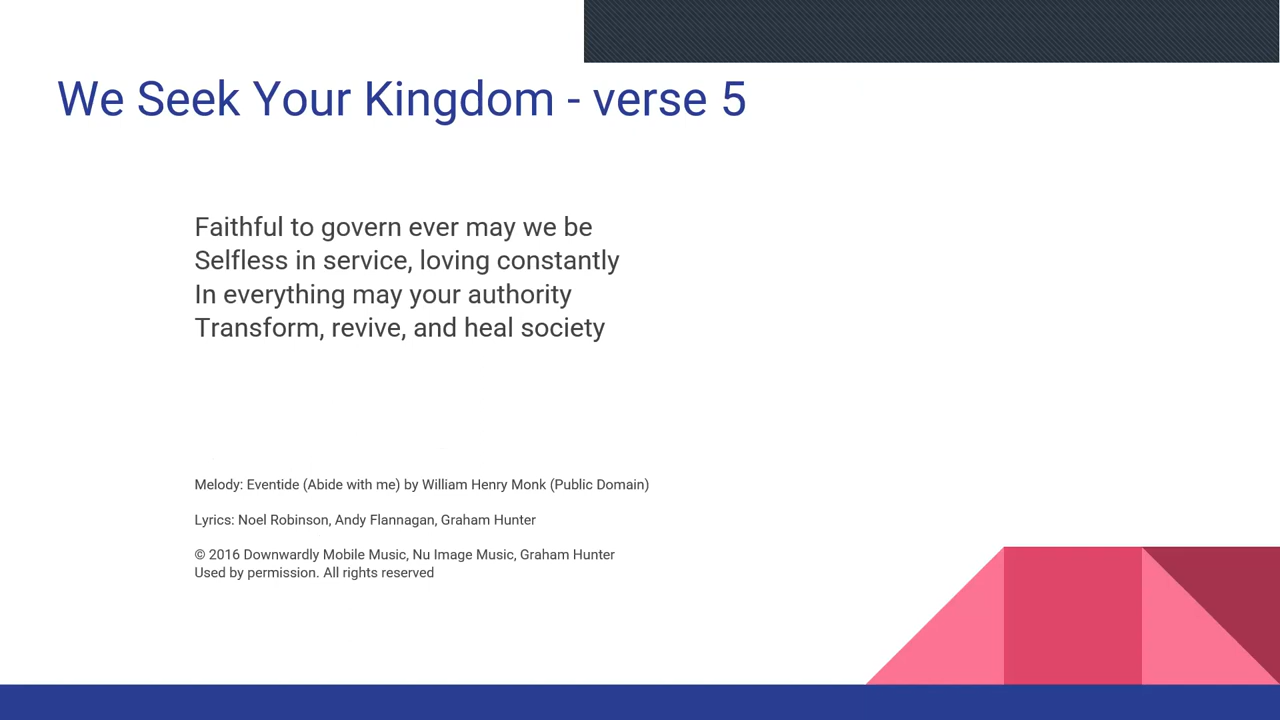 We Seek Your Kingdom - verse 5
Faithful to govern ever may we be
Selfless in service, loving constantly
In everything may your authority
Transform, revive, and heal society
Melody: Eventide (Abide with me) by William Henry Monk (Public Domain)
Lyrics: Noel Robinson, Andy Flannagan, Graham Hunter
© 2016 Downwardly Mobile Music, Nu Image Music, Graham Hunter
Used by permission. All rights reserved